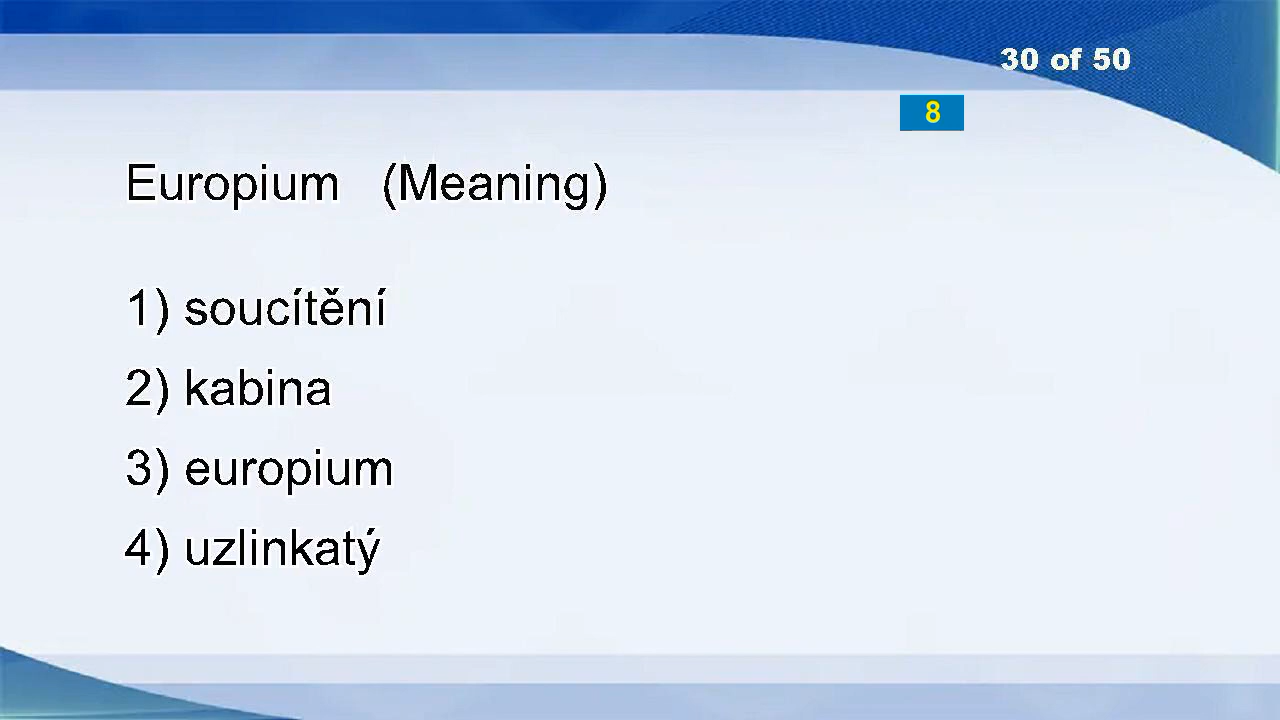 30 of 50
8
Europium (Meaning)
1) soucítění
2) kabina
3) europium
4) uzlinkatý